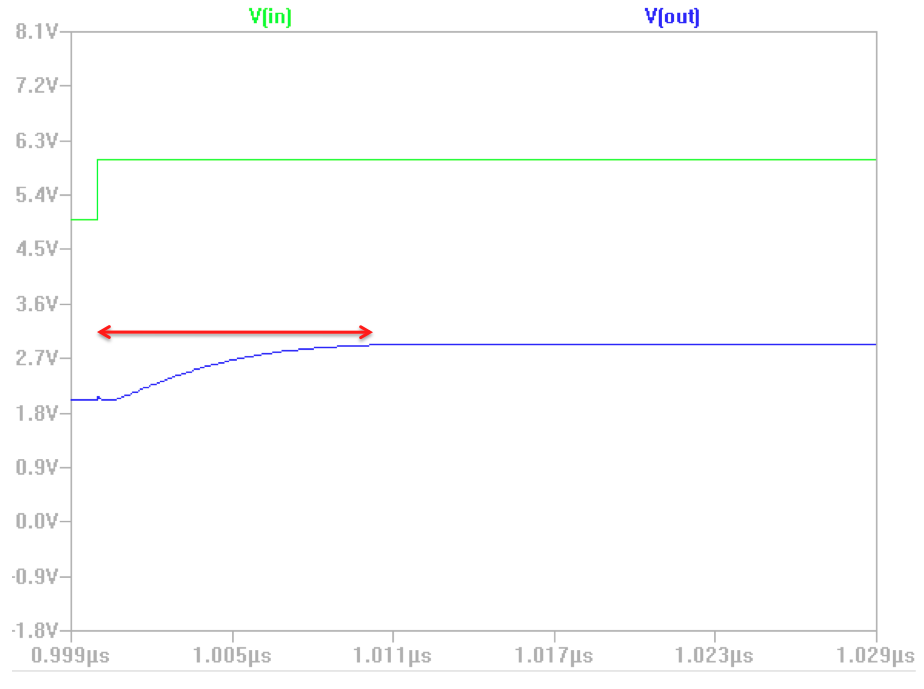 V(in) V(out)
8.1V
7.2V
6.3V
5.4V
4.5V
3.6V
2.7V
1.8V
0.9V
0.0V
-0.9V
-1.8V
0.999µs 1.005µs 1.011µs 1.017µs 1.023µs 1.029µs